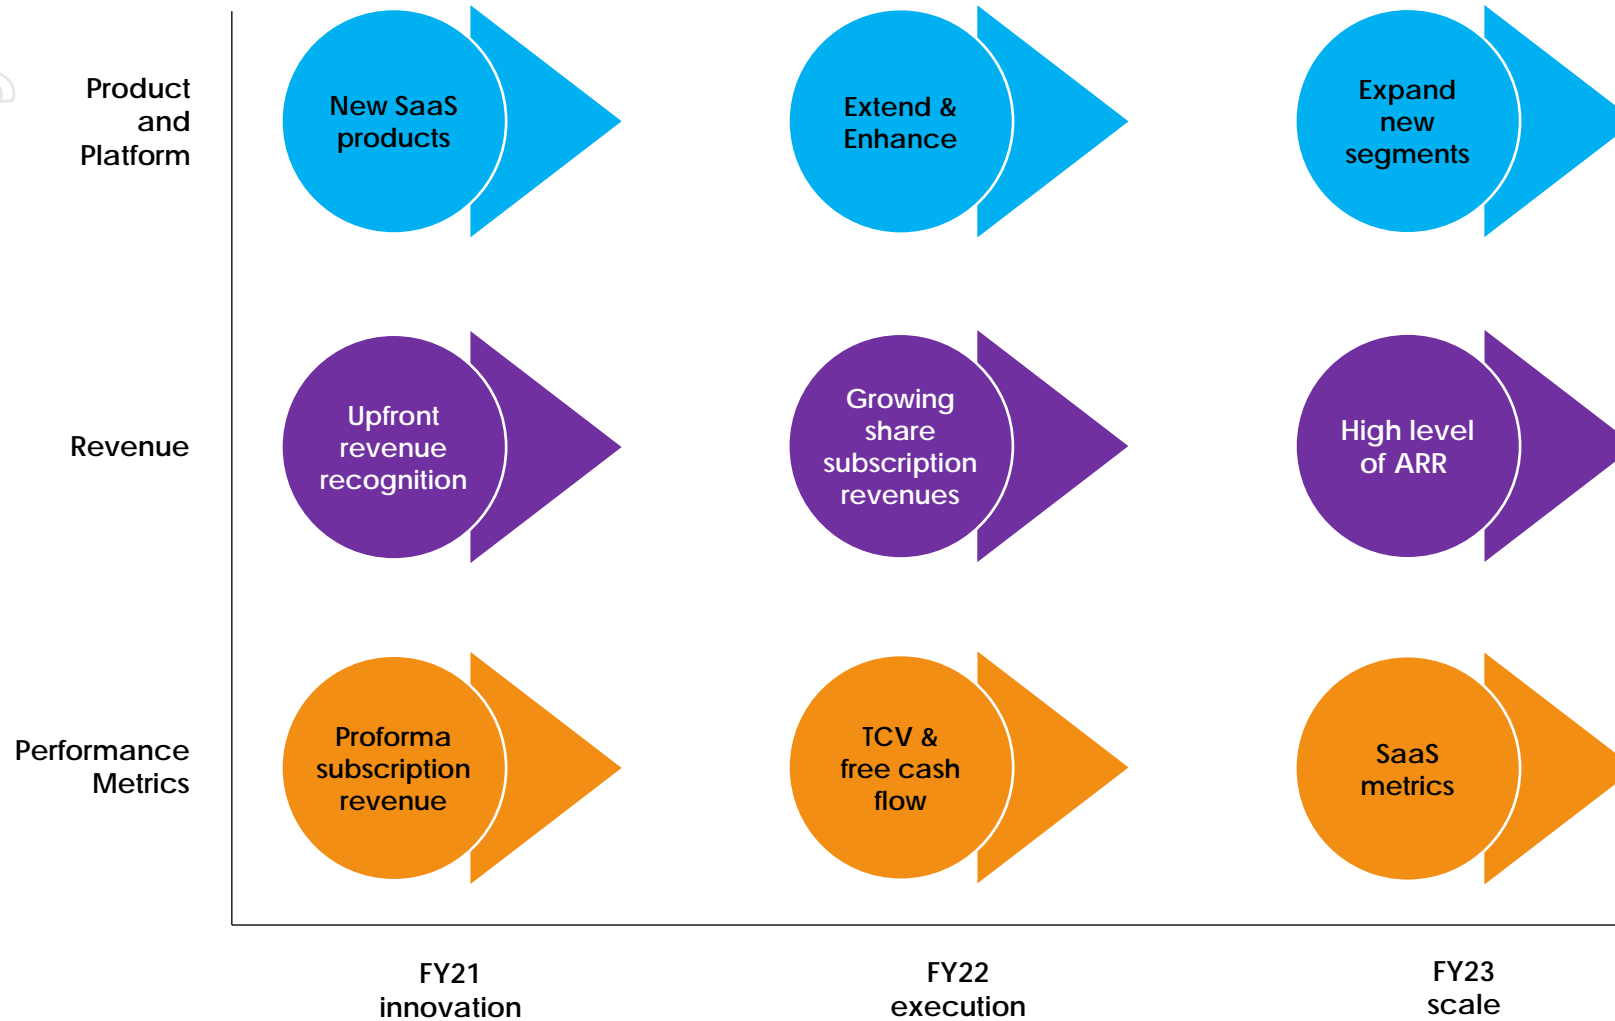 Product
and
Platform
New SaaS
products
Extend &
Enhance
Expand
new
segments
Revenue
Upfront
revenue
recognition
Growing
share
subscription
revenues
High level
of ARR
Performance
Metrics
Proforma
subscription
revenue
TCV &
free cash
flow
SaaS
metrics
FY21
innovation
FY22
execution
FY23
scale